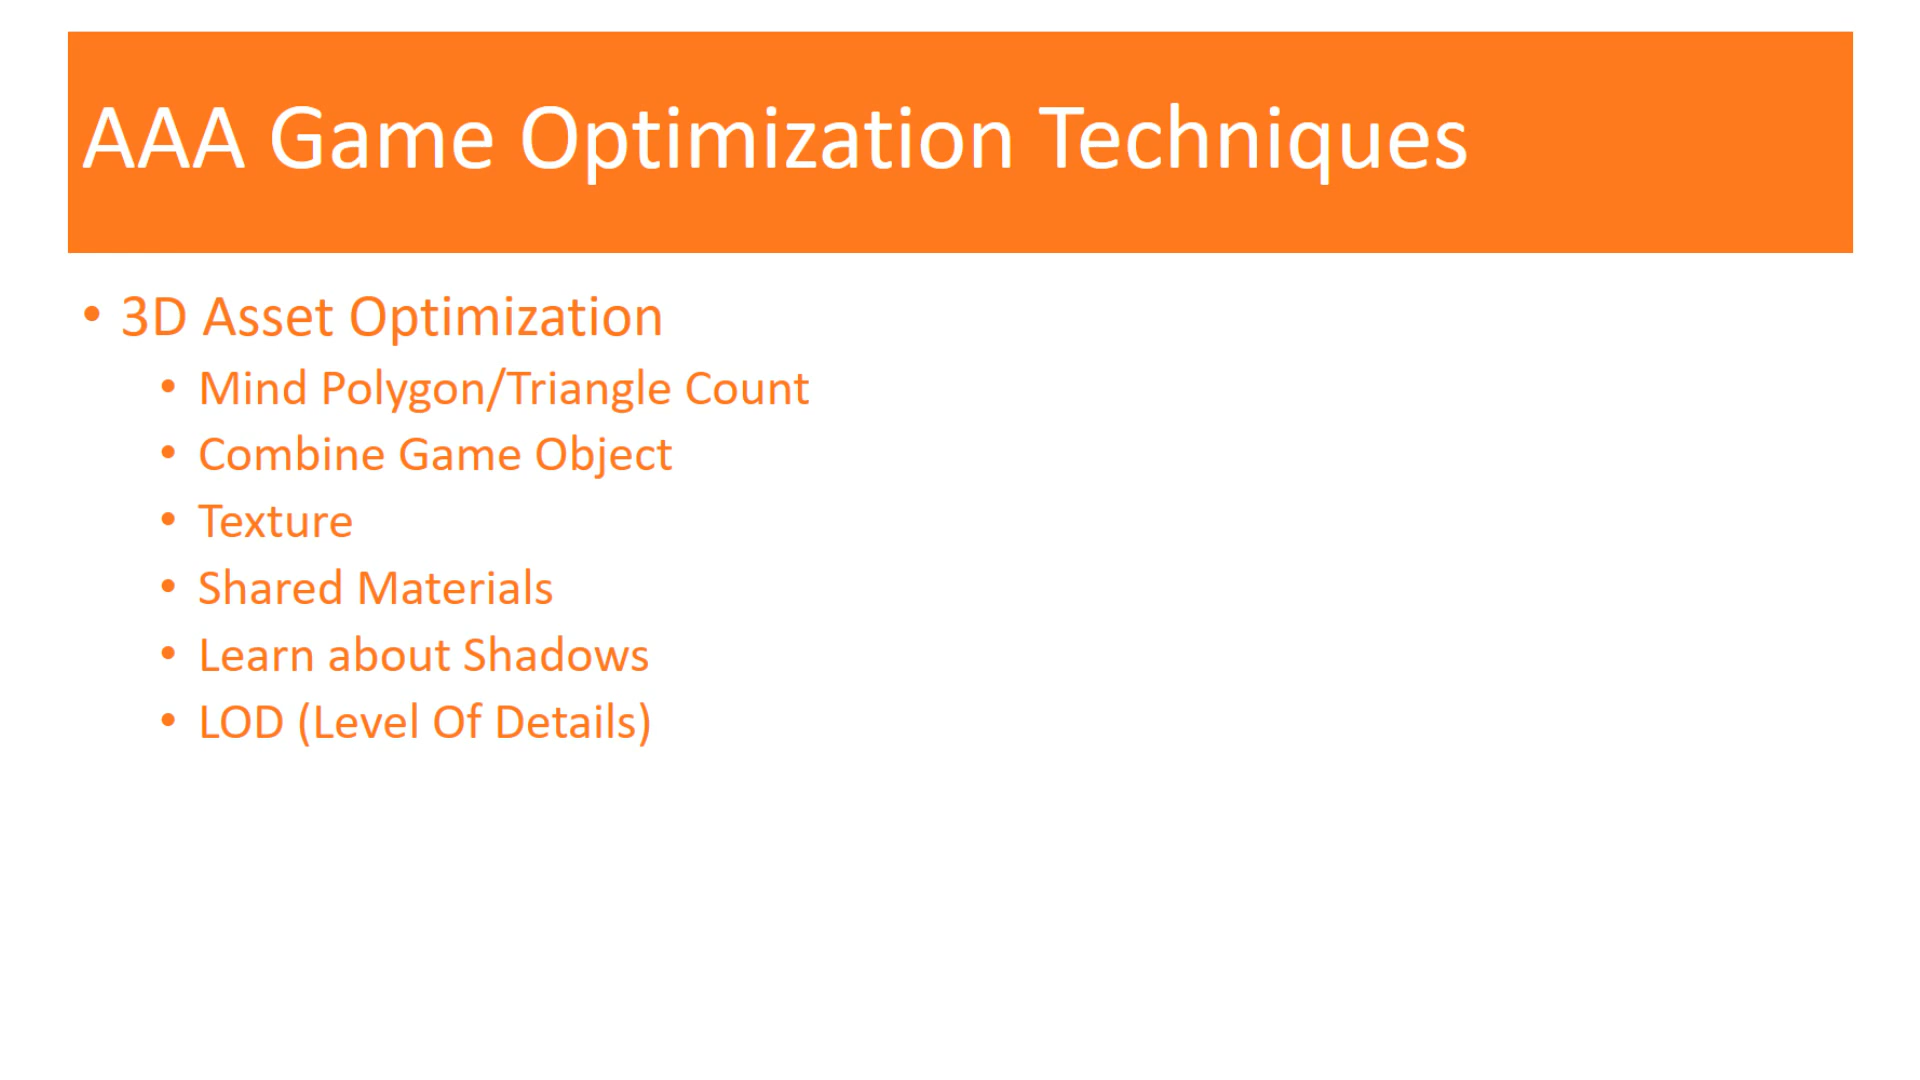 AAA Game Optimization Techniques
• 3D Asset Optimization
• Mind Polygon/Triangle Count
• Combine Game Object
• Texture
• Shared Materials
• Learn about Shadows
• LOD (Level Of Details)